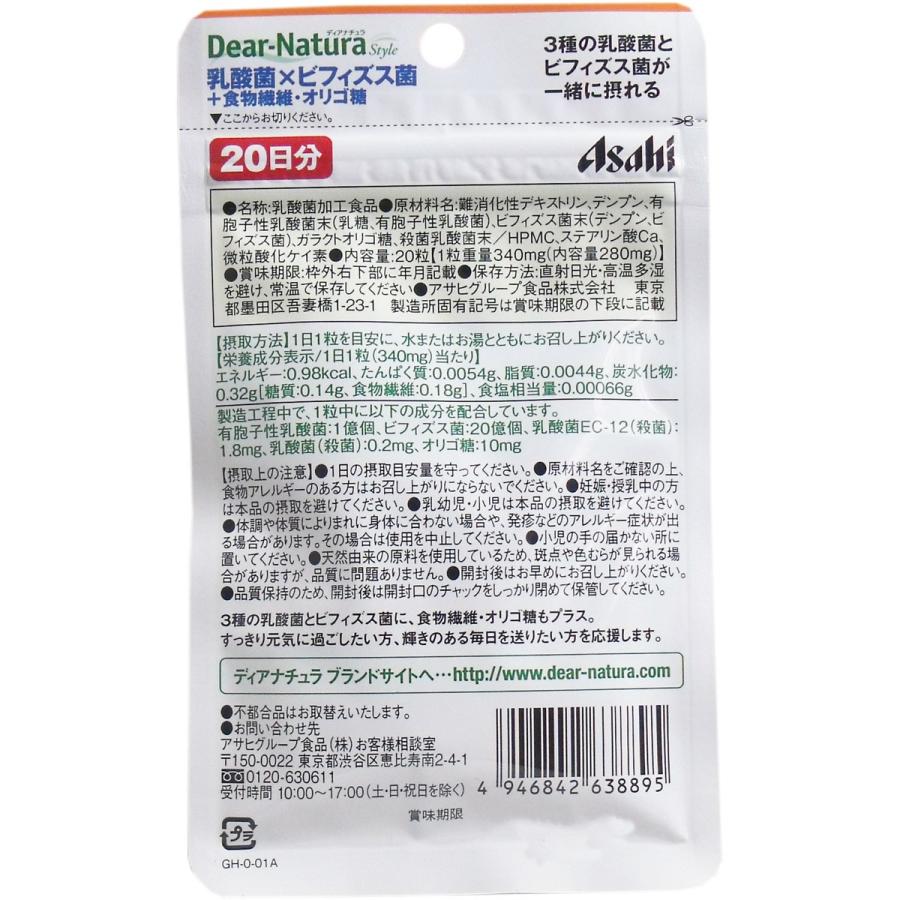 ディアナチュラ
Dear-Natura Style
乳酸菌×ビフィズス菌
+食物繊維・オリゴ糖
▼ここからお切りください。
3種の乳酸菌と
ビフィズス菌が
一緒に摂れる
20日分
Asahi
●名称:乳酸菌加工食品●原材料名:難消化性デキストリン、デンプン、有
胞子性乳酸菌末(乳糖、有胞子性乳酸菌)、ビフィズス菌末(デンプン、ビ
フィズス菌)、ガラクトオリゴ糖、殺菌乳酸菌末/HPMC、ステアリン酸Ca、
微粒酸化ケイ素●内容量:20粒【1粒重量340mg(内容量280mg)】
●賞味期限:枠外右下部に年月記載●保存方法:直射日光・高温多湿
を避け、常温で保存してください●アサヒグループ食品株式会社 東京
都墨田区吾妻橋1-23-1 製造所固有記号は賞味期限の下段に記載
【摂取方法】1日1粒を目安に、水またはお湯とともにお召し上がりください。
【栄養成分表示/1日1粒(340mg)当たり】
エネルギー:0.98kcal、たんぱく質:0.0054g、脂質:0.0044g、炭水化物:
0.32g[糖質:0.14g、食物繊維:0.18g]、食塩相当量:0.00066g
製造工程中で、1粒中に以下の成分を配合しています。
有胞子性乳酸菌:1億個、ビフィズス菌:20億個、乳酸菌EC-12(殺菌):
1.8mg、乳酸菌(殺菌):0.2mg、オリゴ糖:10mg
【摂取上の注意】●1日の摂取目安量を守ってください。●原材料名をご確認の上、
食物アレルギーのある方はお召し上がりにならないでください。●妊娠・授乳中の方
は本品の摂取を避けてください。●乳幼児・小児は本品の摂取を避けてください。
●体調や体質によりまれに身体に合わない場合や、発疹などのアレルギー症状が出
る場合があります。その場合は使用を中止してください。●小児の手の届かない所に
置いてください。●天然由来の原料を使用しているため、斑点や色むらが見られる場
合がありますが、品質に問題ありません。●開封後はお早めにお召し上がりください。
●品質保持のため、開封後は開封口のチャックをしっかり閉めて保管してください。
3種の乳酸菌とビフィズス菌に、食物繊維・オリゴ糖もプラス。
すっきり元気に過ごしたい方、輝きのある毎日を送りたい方を応援します。
ディアナチュラ ブランドサイトへ…http://www.dear-natura.com
●不都合品はお取替えいたします。
●お問い合わせ先
アサヒグループ食品(株)お客様相談室
〒150-0022 東京都渋谷区恵比寿南2-4-1
0120-630611
受付時間 10:00~17:00(土・日・祝日を除く)
4 946842 638895
賞味期限
プラ
GH-0-01A